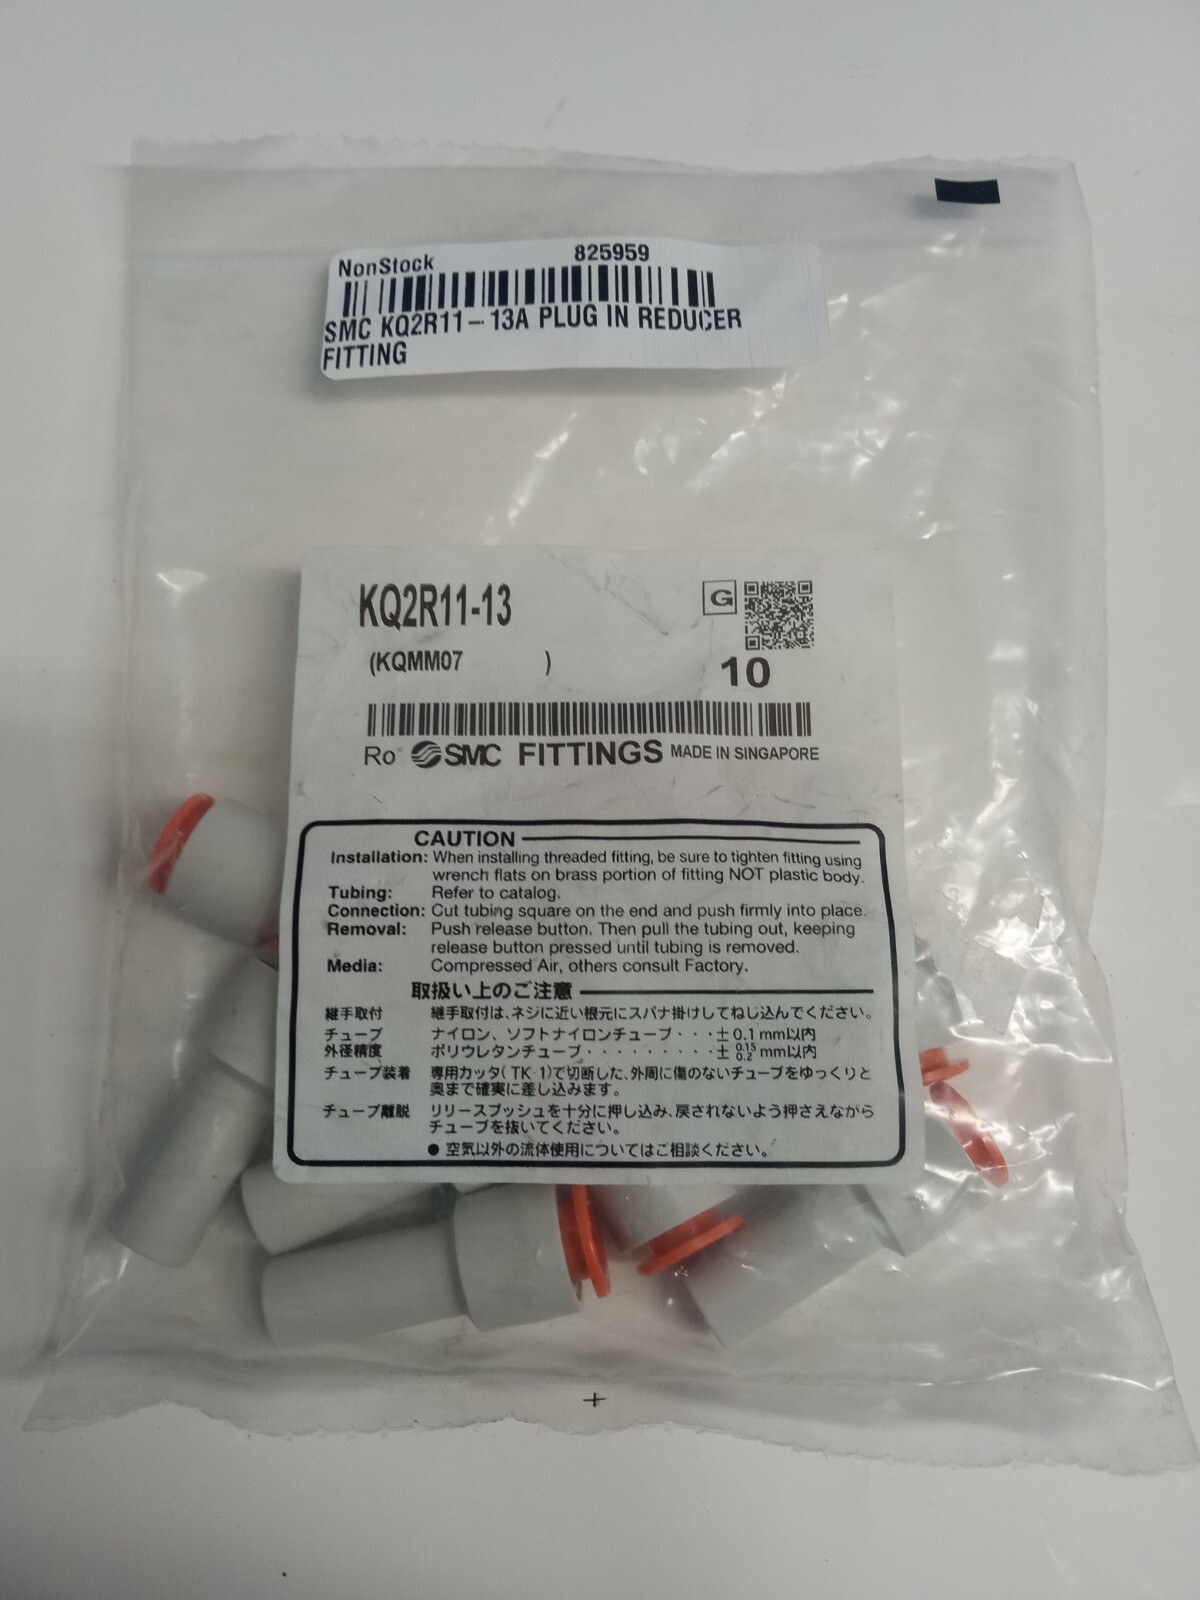 NonStock 825959
SMC KQ2R11-13A PLUG IN REDUCER
FITTING
KQ2R11-13
G
(KQMM07 )
10
Ro SMC FITTINGS MADE IN SINGAPORE
CAUTION
Installation: When installing threaded fitting, be sure to tighten fitting using
wrench flats on brass portion of fitting NOT plastic body.
Tubing: Refer to catalog.
Connection: Cut tubing square on the end and push firmly into place.
Removal: Push release button. Then pull the tubing out, keeping
release button pressed until tubing is removed.
Media: Compressed Air, others consult Factory.
取扱い上のご注意
継手取付 継手取付は、ネジに近い根元にスパナ掛けしてねじ込んでください。
チューブ ナイロン、ソフトナイロンチューブ・・・± 0.1 mm以内
外径精度 ポリウレタンチューブ・・・・・・・・・± 0.15 0.2 mm以内
チューブ装着 専用カッタ(TK-1)で切断した、外周に傷のないチューブをゆっくりと
奥まで確実に差し込みます。
チューブ離脱 リリースプッシュを十分に押し込み、戻されないよう押さえながら
チューブを抜いてください。
● 空気以外の流体使用についてはご相談ください。